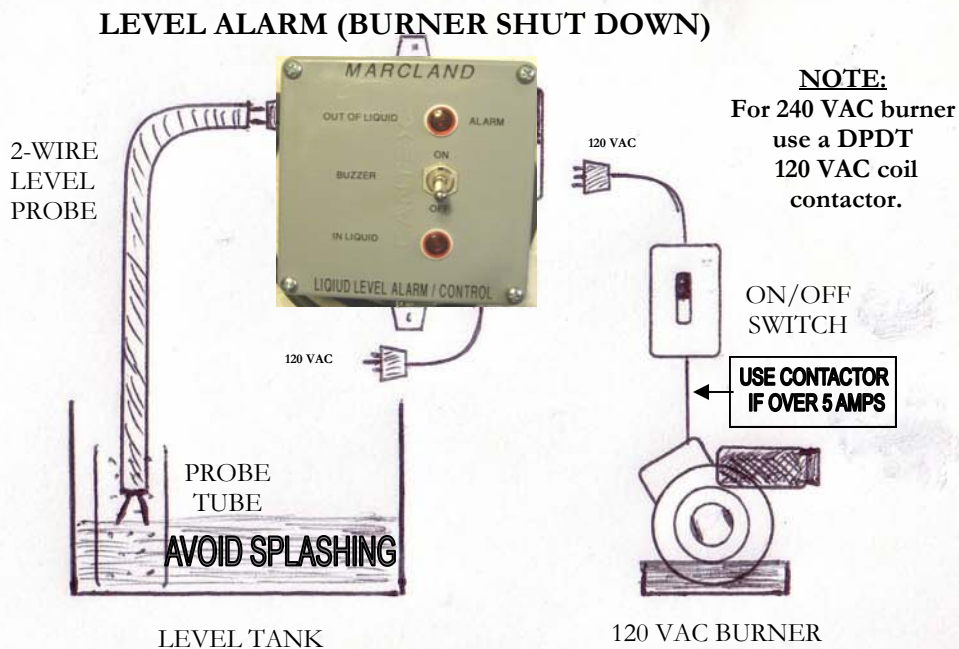 LEVEL ALARM (BURNER SHUT DOWN)
MARCLAND
OUT OF LIQUID
ALARM
ON
BUZZER
OFF
IN LIQUID
LIQIUD LEVEL ALARM / CONTROL
2-WIRE
LEVEL
PROBE
120 VAC
120 VAC
NOTE:
For 240 VAC burner
use a DPDT
120 VAC coil
contactor.
ON/OFF
SWITCH
USE CONTACTOR
IF OVER 5 AMPS
PROBE
TUBE
AVOID SPLASHING
LEVEL TANK
120 VAC BURNER